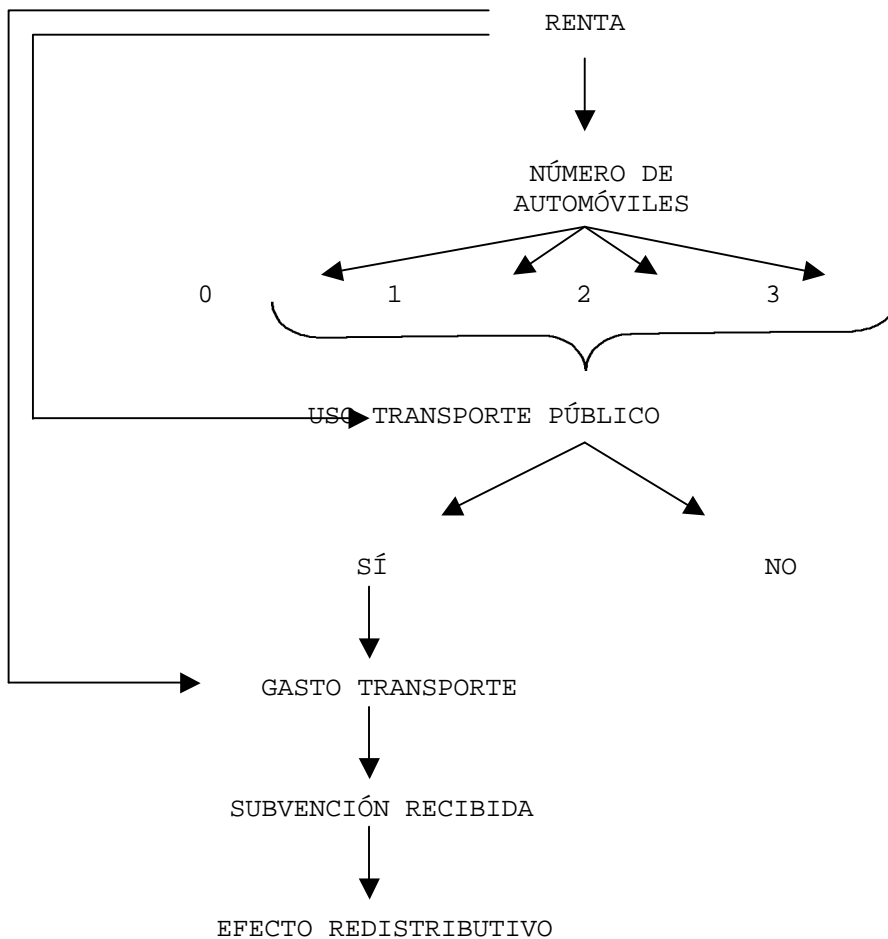 RENTA
NÚMERO DE
AUTOMÓVILES
0 1 2 3
USO TRANSPORTE PÚBLICO
SÍ NO
GASTO TRANSPORTE
SUBVENCIÓN RECIBIDA
EFECTO REDISTRIBUTIVO